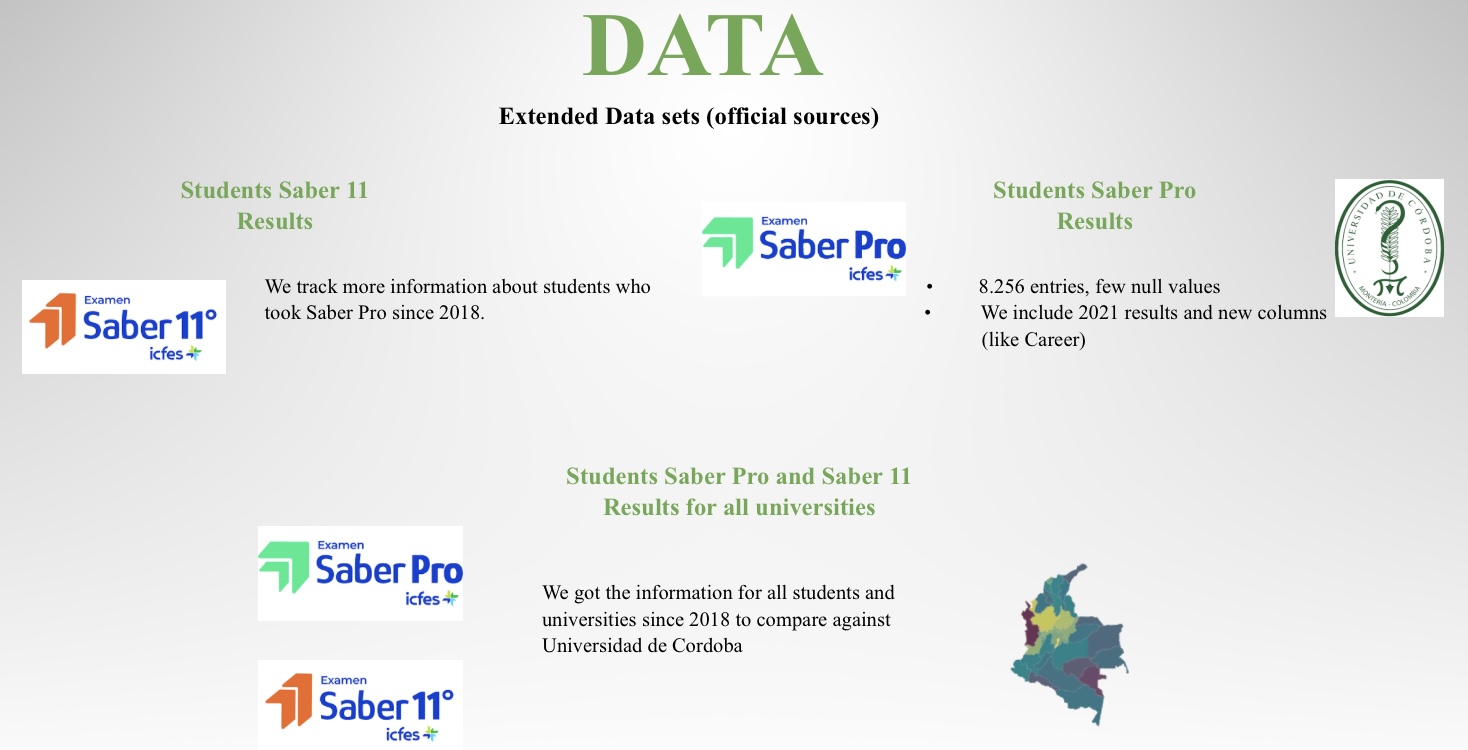 DATA
Extended Data sets (official sources)
Students Saber 11
Results
Examen
Saber 11°
icfes
We track more information about students who
took Saber Pro since 2018.
Examen
Saber Pro
icfes
Students Saber Pro
Results
• 8.256 entries, few null values
• We include 2021 results and new columns
(like Career)
UNIVERSIDAD DE CÓRDOBA
MONTERÍA - COLOMBIA
Students Saber Pro and Saber 11
Results for all universities
Examen
Saber Pro
icfes
We got the information for all students and
universities since 2018 to compare against
Universidad de Cordoba
Examen
Saber 11°
icfes